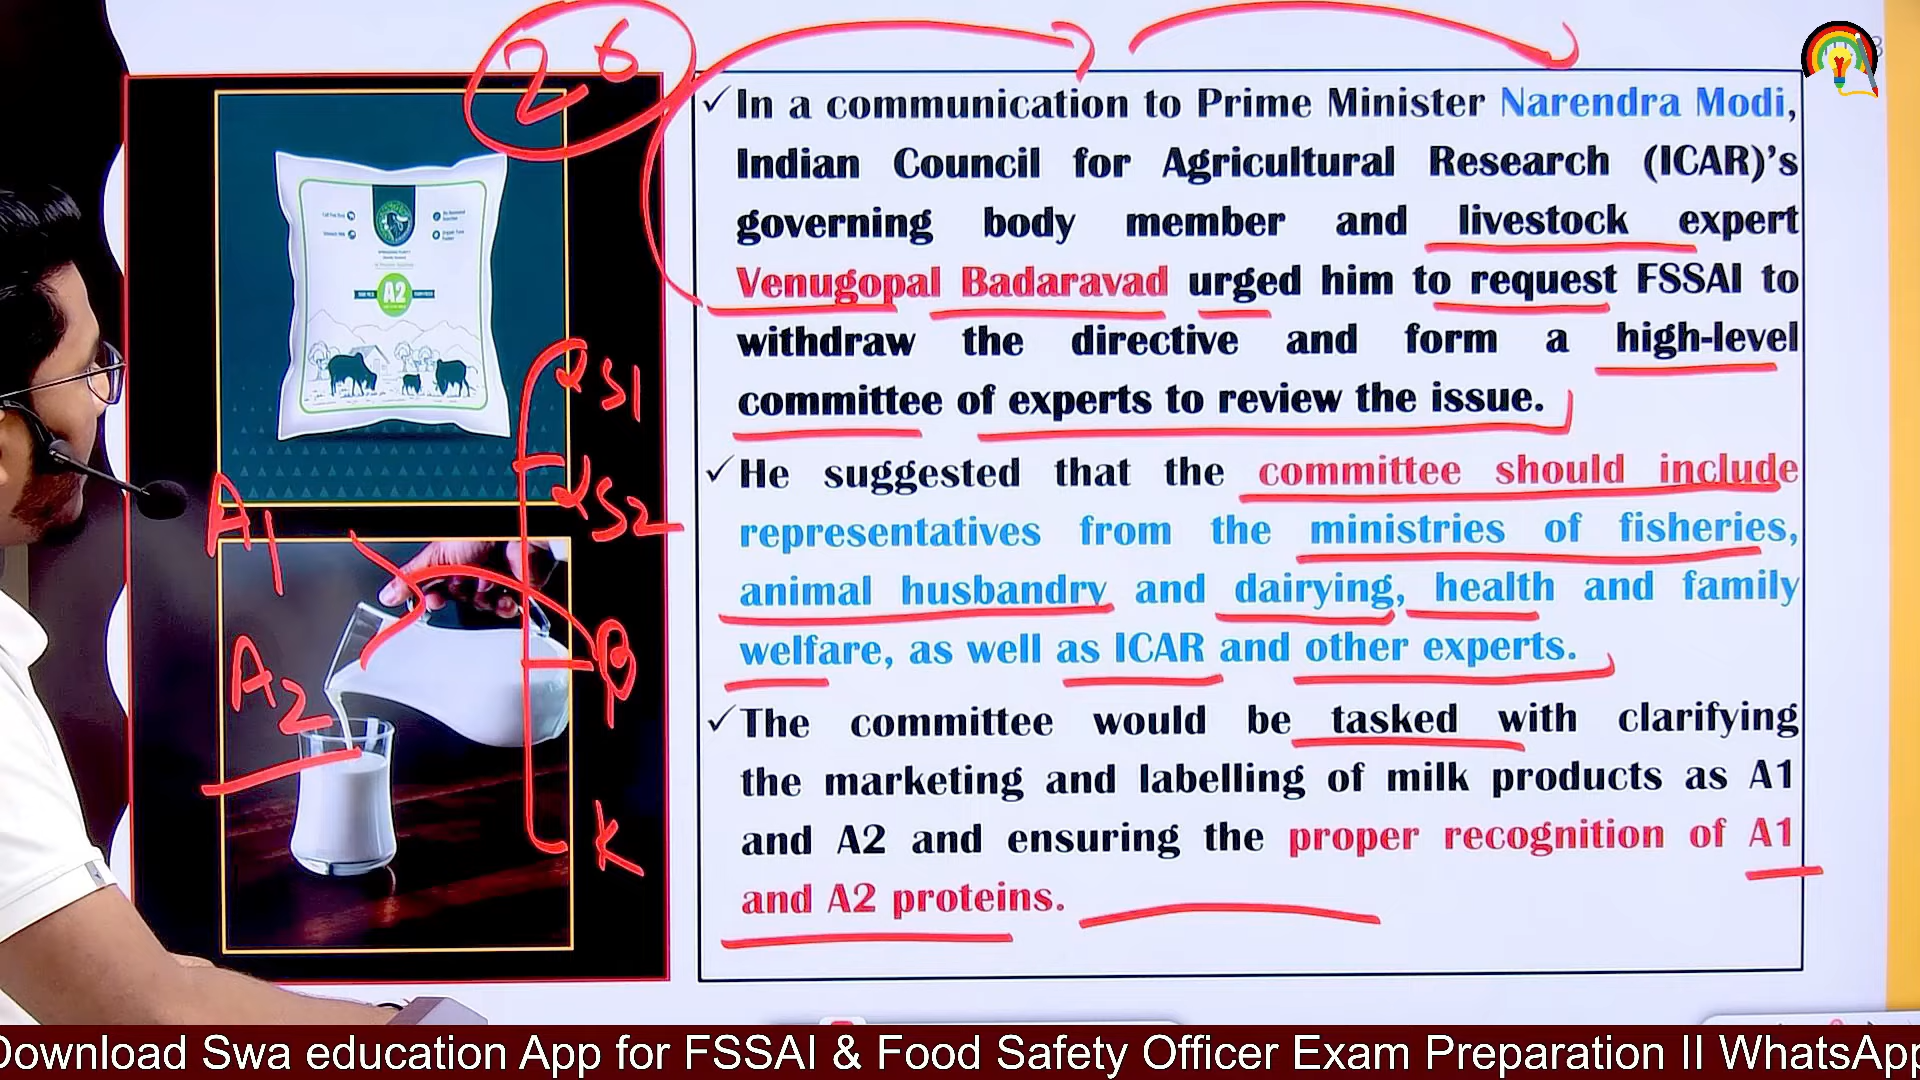 26
✓In a communication to Prime Minister Narendra Modi,
Indian Council for Agricultural Research (ICAR)'s
governing body member and livestock expert
Venugopal Badaravad urged him to request FSSAI to
withdraw the directive and form a high-level
committee of experts to review the issue.
✓He suggested that the committee should include
representatives from the ministries of fisheries,
animal husbandry and dairying, health and family
welfare, as well as ICAR and other experts.
✓The committee would be tasked with clarifying
the marketing and labelling of milk products as A1
and A2 and ensuring the proper recognition of A1
and A2 proteins.
A2
αS1
αS2
A1
A2
β
K
Download Swa education App for FSSAI & Food Safety Officer Exam Preparation II WhatsApp